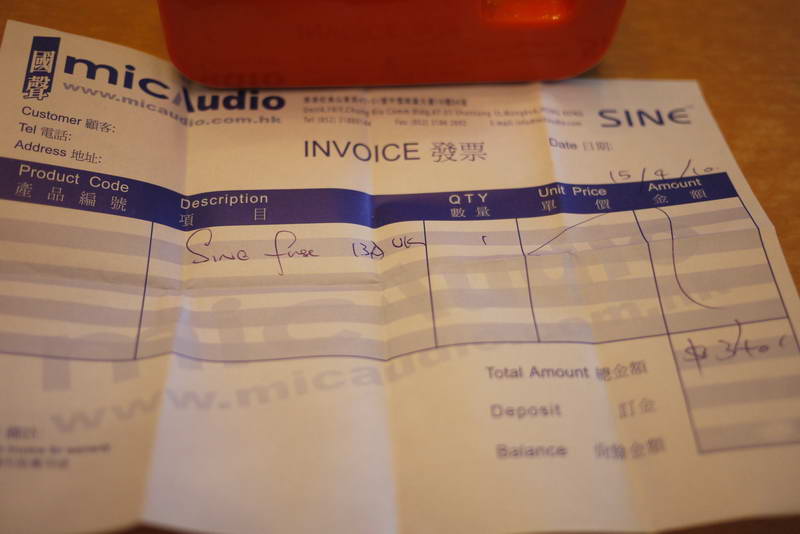 國聲 micAudio
www.micaudio.com.hk
SINE
Customer 顧客:
Tel 電話:
Address 地址:
INVOICE 發票
Date 日期:
15/4/10
Product Code Description QTY Unit Price Amount
產品編號 項目 數量 單價 金額
SINE fuse 13A UK 1
Total Amount 總金額
$340
Deposit 訂金
Balance 尚餘金額
micAudio
www.micaudio.com.hk